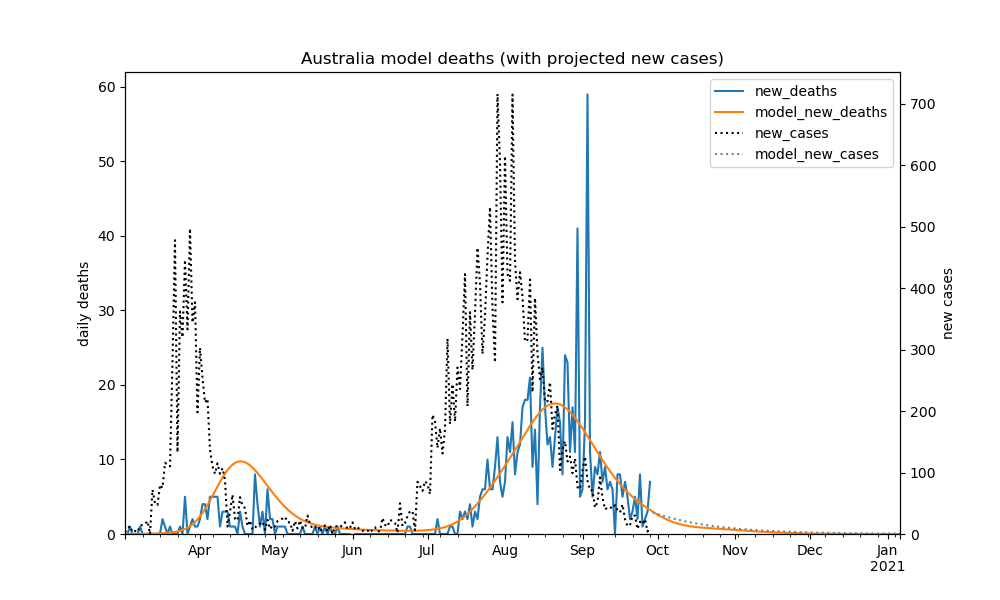 Australia model deaths (with projected new cases)
new_deaths
model_new_deaths
new_cases
model_new_cases
daily deaths
60
50
40
30
20
10
0
new cases
700
600
500
400
300
200
100
0
Apr May Jun Jul Aug Sep Oct Nov Dec Jan
2021